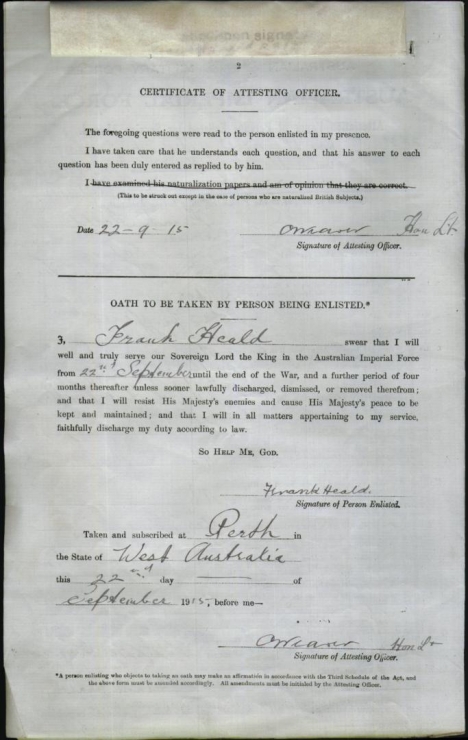 2
CERTIFICATE OF ATTESTING OFFICER.
The foregoing questions were read to the person enlisted in my presence.
I have taken care that he understands each question, and that his answer to each
question has been duly entered as replied to by him.
I have examined his naturalization papers and am of opinion that they are correct.
(This to be struck out except in the case of persons who are naturalized British Subjects.)
Date 22-9-15 Hon Lt
Signature of Attesting Officer.
OATH TO BE TAKEN BY PERSON BEING ENLISTED.*
3, Frank Heald swear that I will
well and truly serve our Sovereign Lord the King in the Australian Imperial Force
from 22nd September until the end of the War, and a further period of four
months thereafter unless sooner lawfully discharged, dismissed, or removed therefrom;
and that I will resist His Majesty's enemies and cause His Majesty's peace to be
kept and maintained; and that I will in all matters appertaining to my service,
faithfully discharge my duty according to law.
SO HELP ME, GOD.
Frank Heald.
Signature of Person Enlisted.
Taken and subscribed at Perth in
the State of West Australia
this 22nd day of
September 1915, before me—
Hon Lt
Signature of Attesting Officer.
*A person enlisting who objects to taking an oath may make an affirmation in accordance with the Third Schedule of the Act, and
the above form must be amended accordingly. All amendments must be initialed by the Attesting Officer.